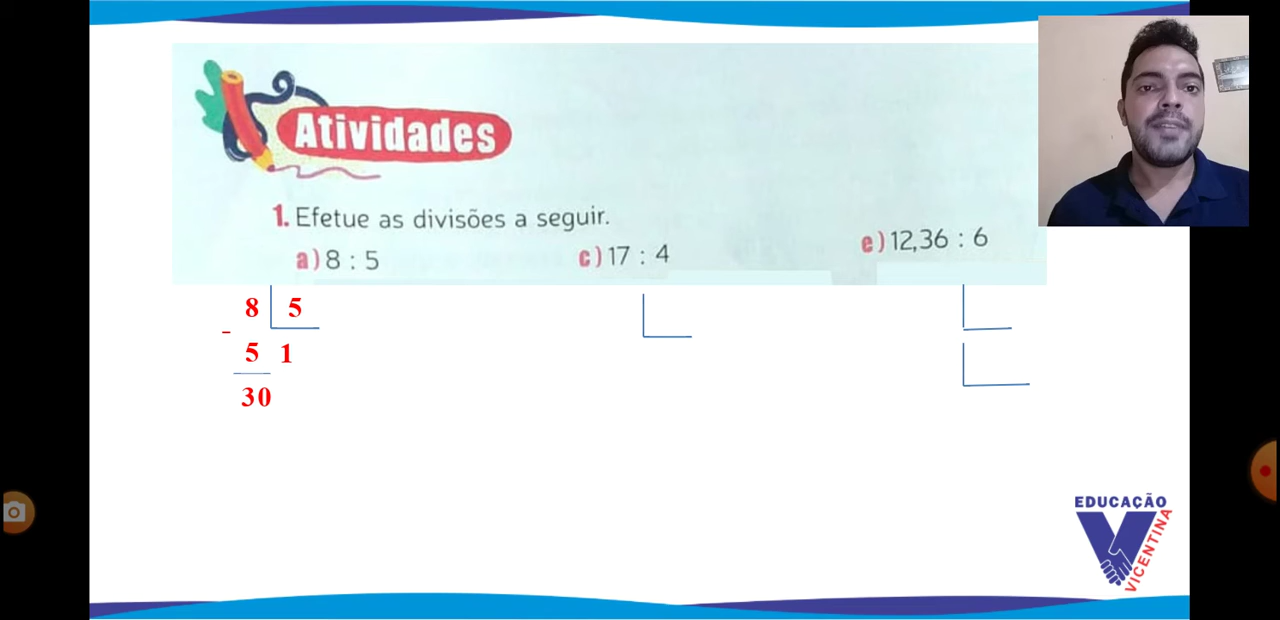 Atividades
1. Efetue as divisões a seguir.
a) 8 : 5
c) 17 : 4
e) 12,36 : 6
8 5
-
5 1
30
EDUCAÇÃO
VICENTINA